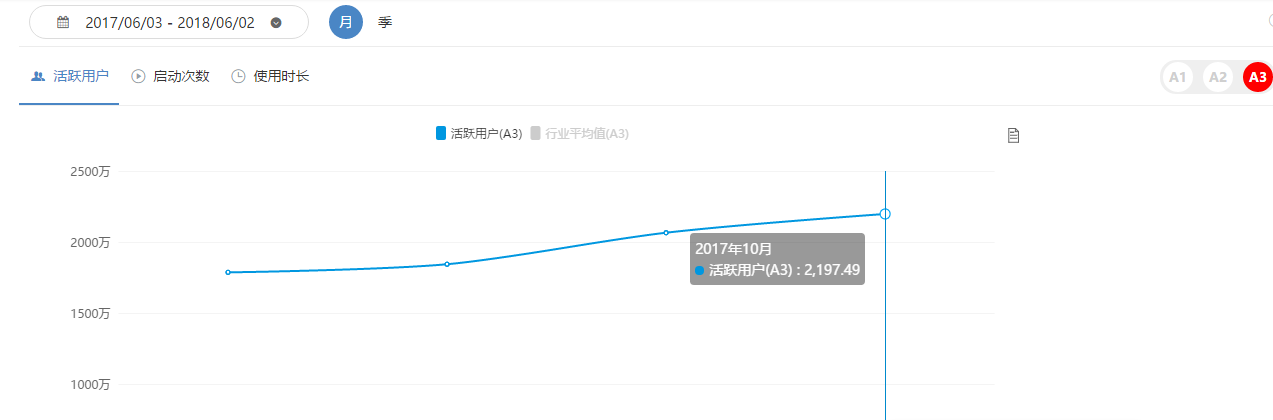 2017/06/03 - 2018/06/02 月 季
活跃用户 启动次数 使用时长 A1 A2 A3
活跃用户(A3) 行业平均值(A3)
2500万
2000万
2017年10月
活跃用户(A3) : 2,197.49
1500万
1000万